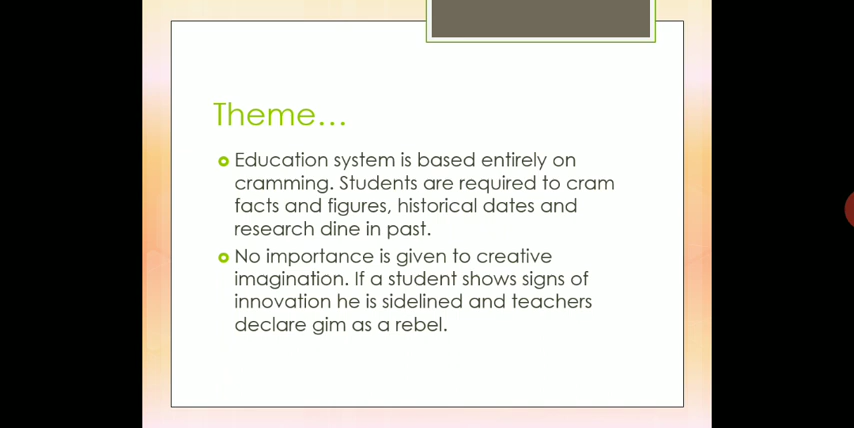 Theme…
Education system is based entirely on
cramming. Students are required to cram
facts and figures, historical dates and
research dine in past.
No importance is given to creative
imagination. If a student shows signs of
innovation he is sidelined and teachers
declare gim as a rebel.